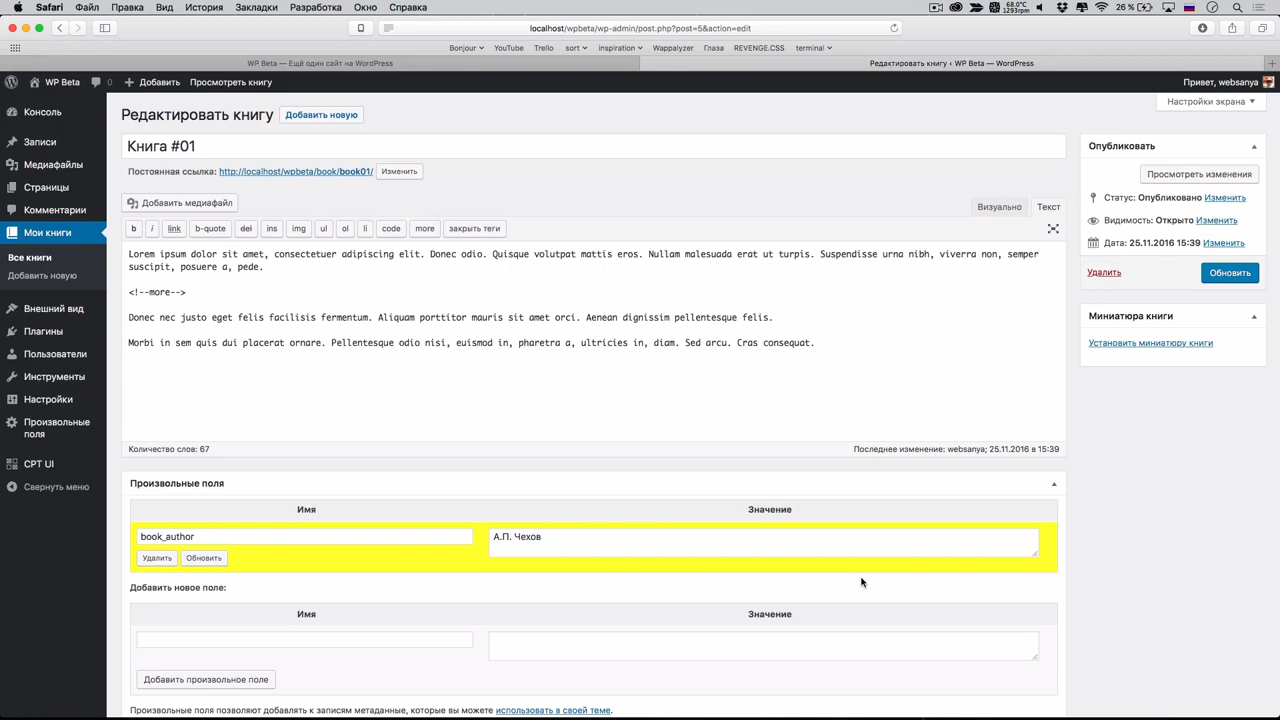 Safari Файл Правка Вид История Закладки Разработка Окно Справка
68.0°C 1293rpm 26 %
localhost/wpbeta/wp-admin/post.php?post=5&action=edit
Bonjour YouTube Trello sort inspiration Wappalyzer Глаза REVENGE.CSS terminal
WP Beta — Ещё один сайт на WordPress
Редактировать книгу ‹ WP Beta — WordPress
WP Beta 0 Добавить Просмотреть книгу
Привет, websanya
Настройки экрана
Консоль
Записи
Медиафайлы
Страницы
Комментарии
Мои книги
Все книги
Добавить новую
Внешний вид
Плагины
Пользователи
Инструменты
Настройки
Произвольные
поля
CPT UI
Свернуть меню
Редактировать книгу Добавить новую
Книга #01
Постоянная ссылка: http://localhost/wpbeta/book/book01/ Изменить
Добавить медиафайл
Визуально Текст
b i link b-quote del ins img ul ol li code more закрыть теги
Lorem ipsum dolor sit amet, consectetuer adipiscing elit. Donec odio. Quisque volutpat mattis eros. Nullam malesuada erat ut turpis. Suspendisse urna nibh, viverra non, semper
suscipit, posuere a, pede.
<!--more-->
Donec nec justo eget felis facilisis fermentum. Aliquam porttitor mauris sit amet orci. Aenean dignissim pellentesque felis.
Morbi in sem quis dui placerat ornare. Pellentesque odio nisi, euismod in, pharetra a, ultricies in, diam. Sed arcu. Cras consequat.
Количество слов: 67
Последнее изменение: websanya; 25.11.2016 в 15:39
Произвольные поля
Имя Значение
book_author А.П. Чехов
Удалить Обновить
Добавить новое поле:
Имя Значение
Добавить произвольное поле
Произвольные поля позволяют добавлять к записям метаданные, которые вы можете использовать в своей теме.
Опубликовать
Просмотреть изменения
Статус: Опубликовано Изменить
Видимость: Открыто Изменить
Дата: 25.11.2016 15:39 Изменить
Удалить Обновить
Миниатюра книги
Установить миниатюру книги